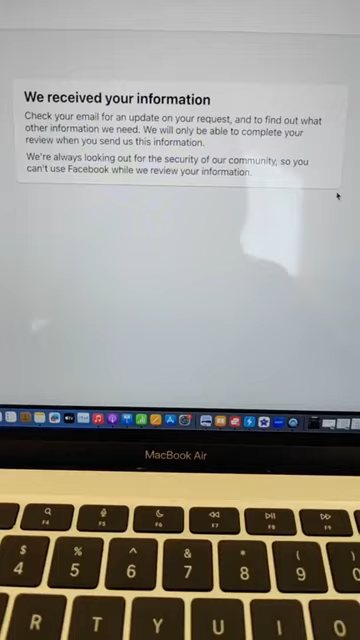 We received your information
Check your email for an update on your request, and to find out what
other information we need. We will only be able to complete your
review when you send us this information.
We're always looking out for the security of our community, so you
can't use Facebook while we review your information.
MacBook Air
F4 F5 F6 F7 F8 F9
$ % ^ & * ( )
4 5 6 7 8 9 0
R T Y U I O